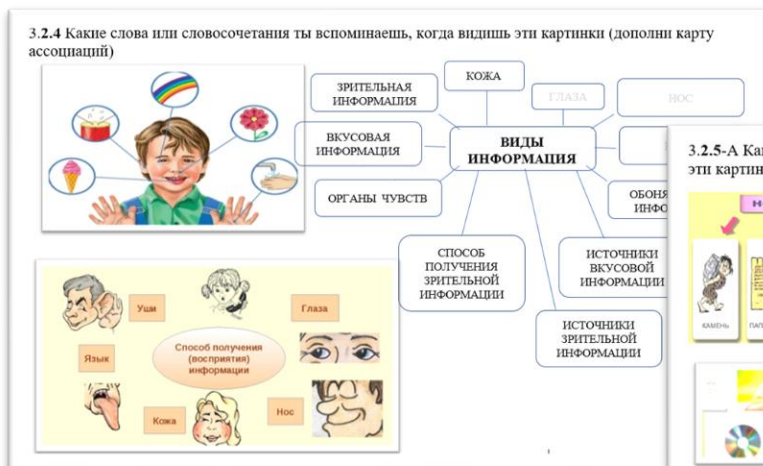 3.2.4 Какие слова или словосочетания ты вспоминаешь, когда видишь эти картинки (дополни карту
ассоциаций)
ЗРИТЕЛЬНАЯ
ИНФОРМАЦИЯ
КОЖА
ГЛАЗА
НОС
ВКУСОВАЯ
ИНФОРМАЦИЯ
ВИДЫ
ИНФОРМАЦИЯ
ОРГАНЫ ЧУВСТВ
СПОСОБ
ПОЛУЧЕНИЯ
ЗРИТЕЛЬНОЙ
ИНФОРМАЦИИ
ИСТОЧНИКИ
ВКУСОВОЙ
ИНФОРМАЦИИ
ИСТОЧНИКИ
ЗРИТЕЛЬНОЙ
ИНФОРМАЦИИ
Уши
Глаза
Способ получения
(восприятия)
информации
Язык
Кожа
Нос
3.2.5-А
эти
КАМЕНЬ